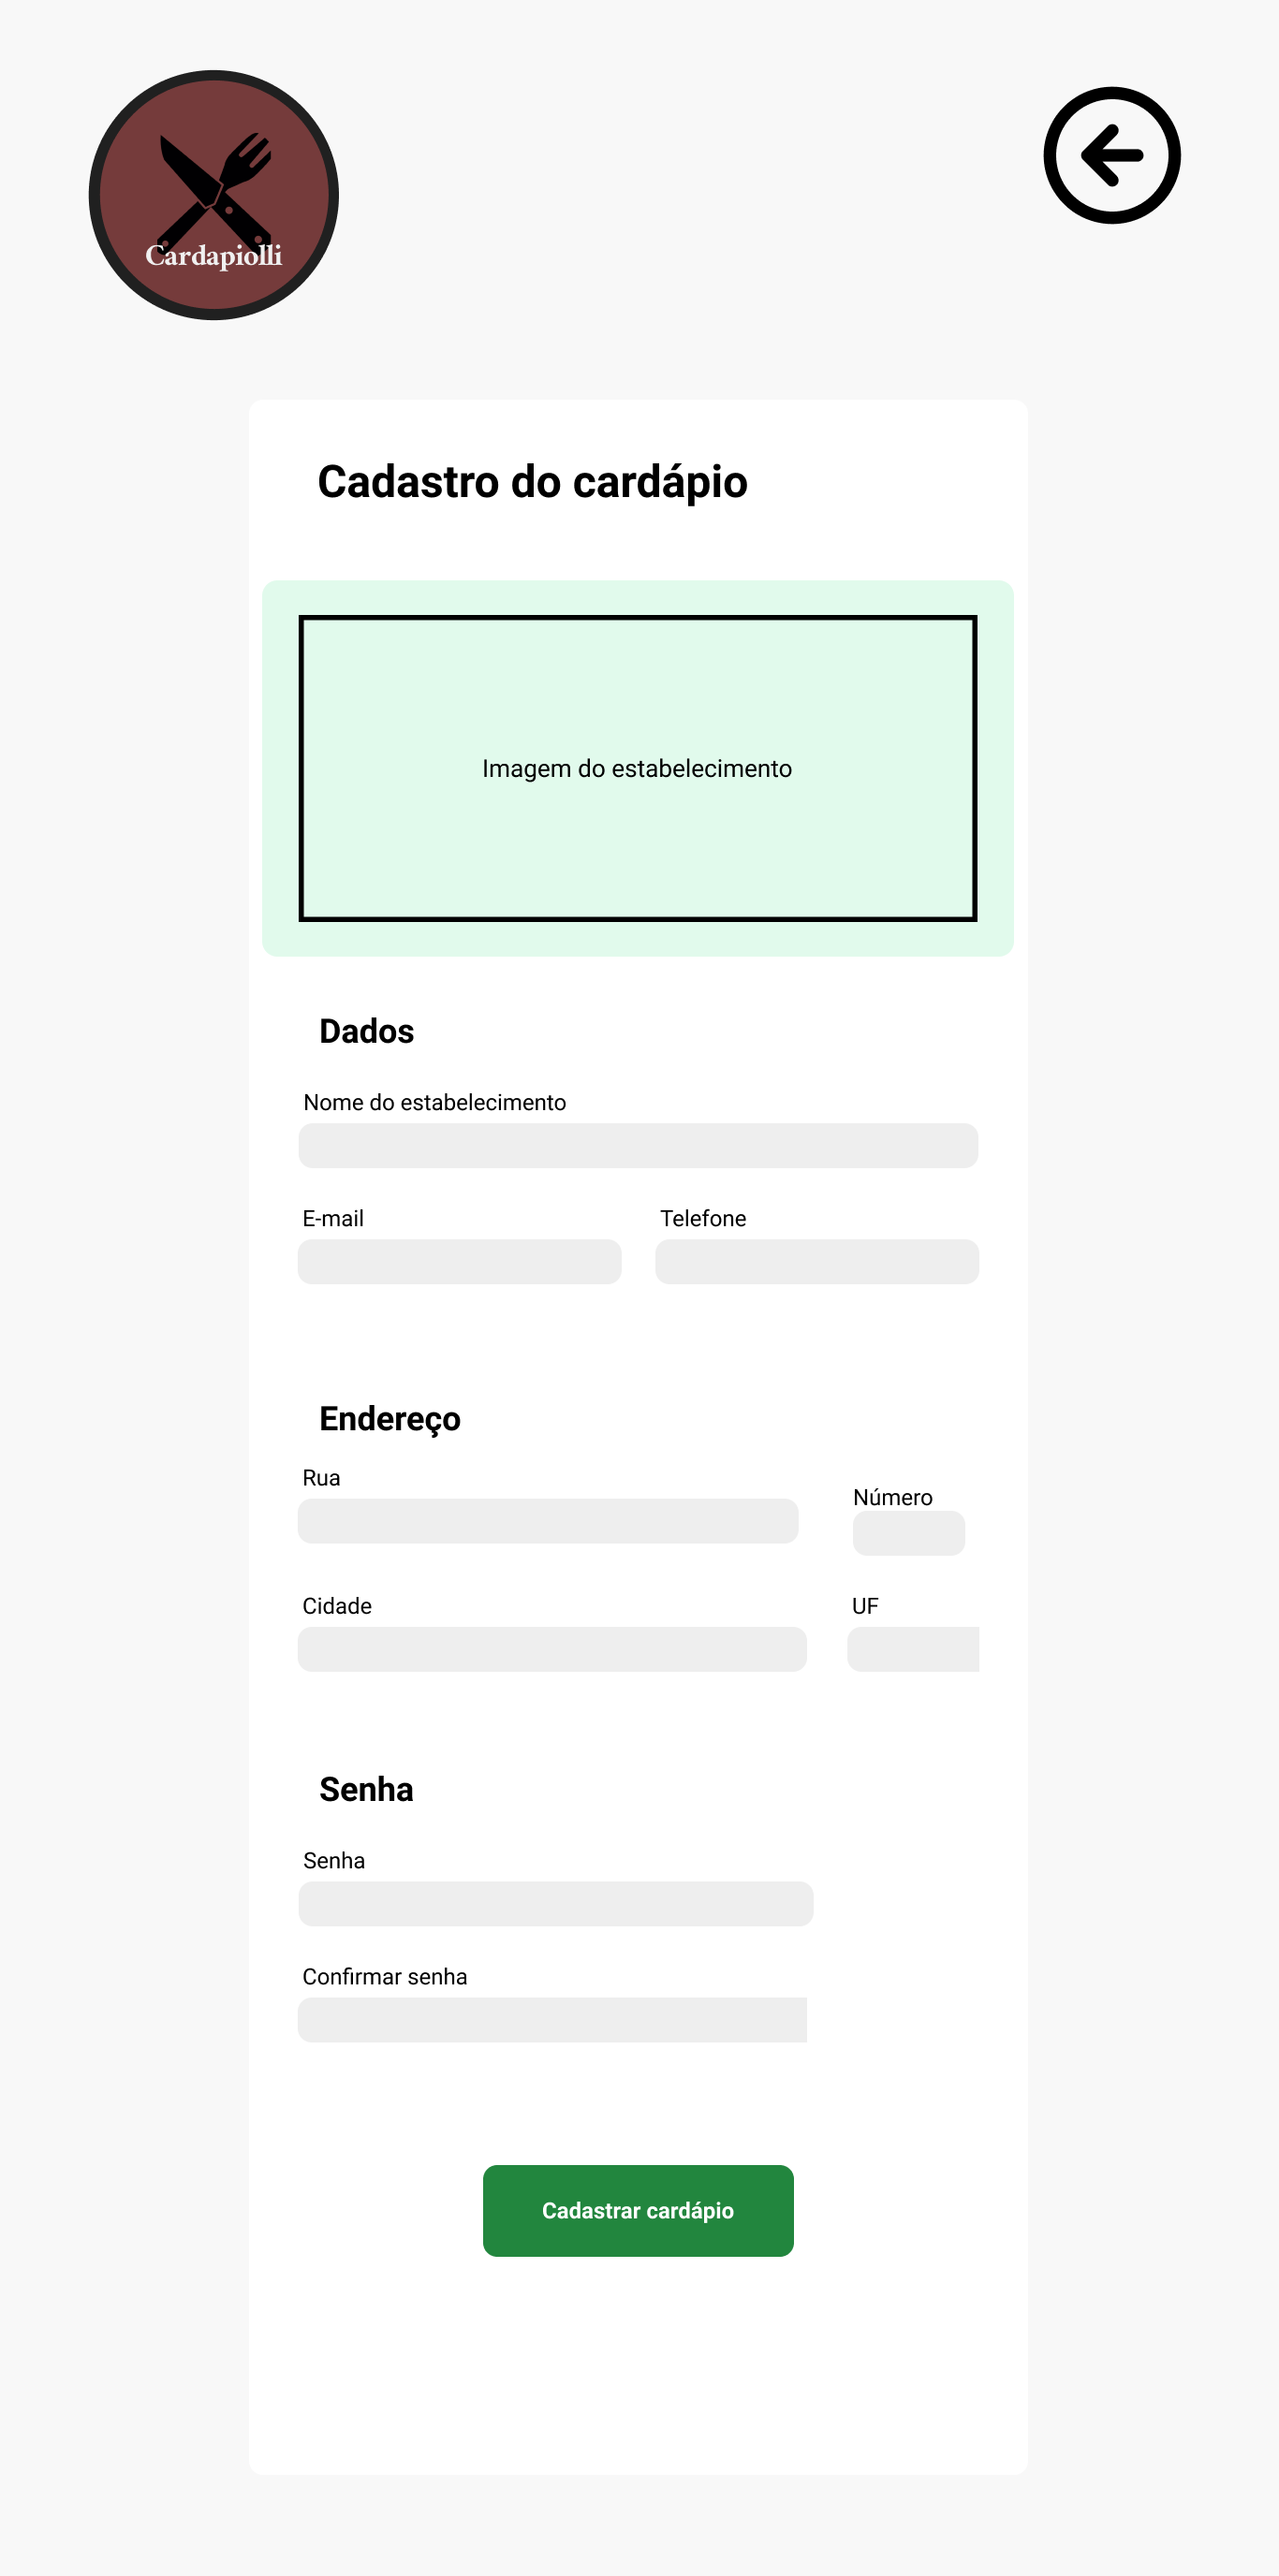 Cardapiolli
Cadastro do cardápio
Imagem do estabelecimento
Dados
Nome do estabelecimento
E-mail
Telefone
Endereço
Rua
Número
Cidade
UF
Senha
Senha
Confirmar senha
Cadastrar cardápio